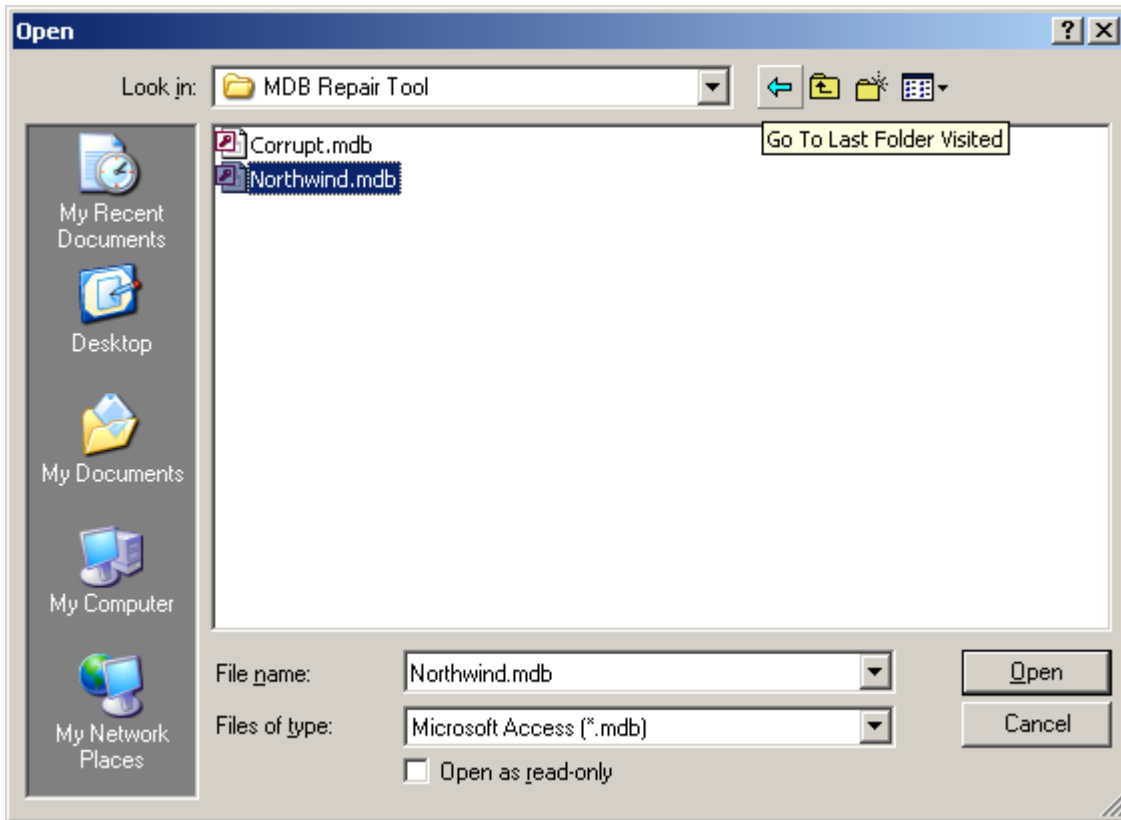 Open
Look in:
MDB Repair Tool
Go To Last Folder Visited
Corrupt.mdb
Northwind.mdb
My Recent
Documents
Desktop
My Documents
My Computer
My Network
Places
File name:
Northwind.mdb
Open
Files of type:
Microsoft Access (*.mdb)
Cancel
Open as read-only